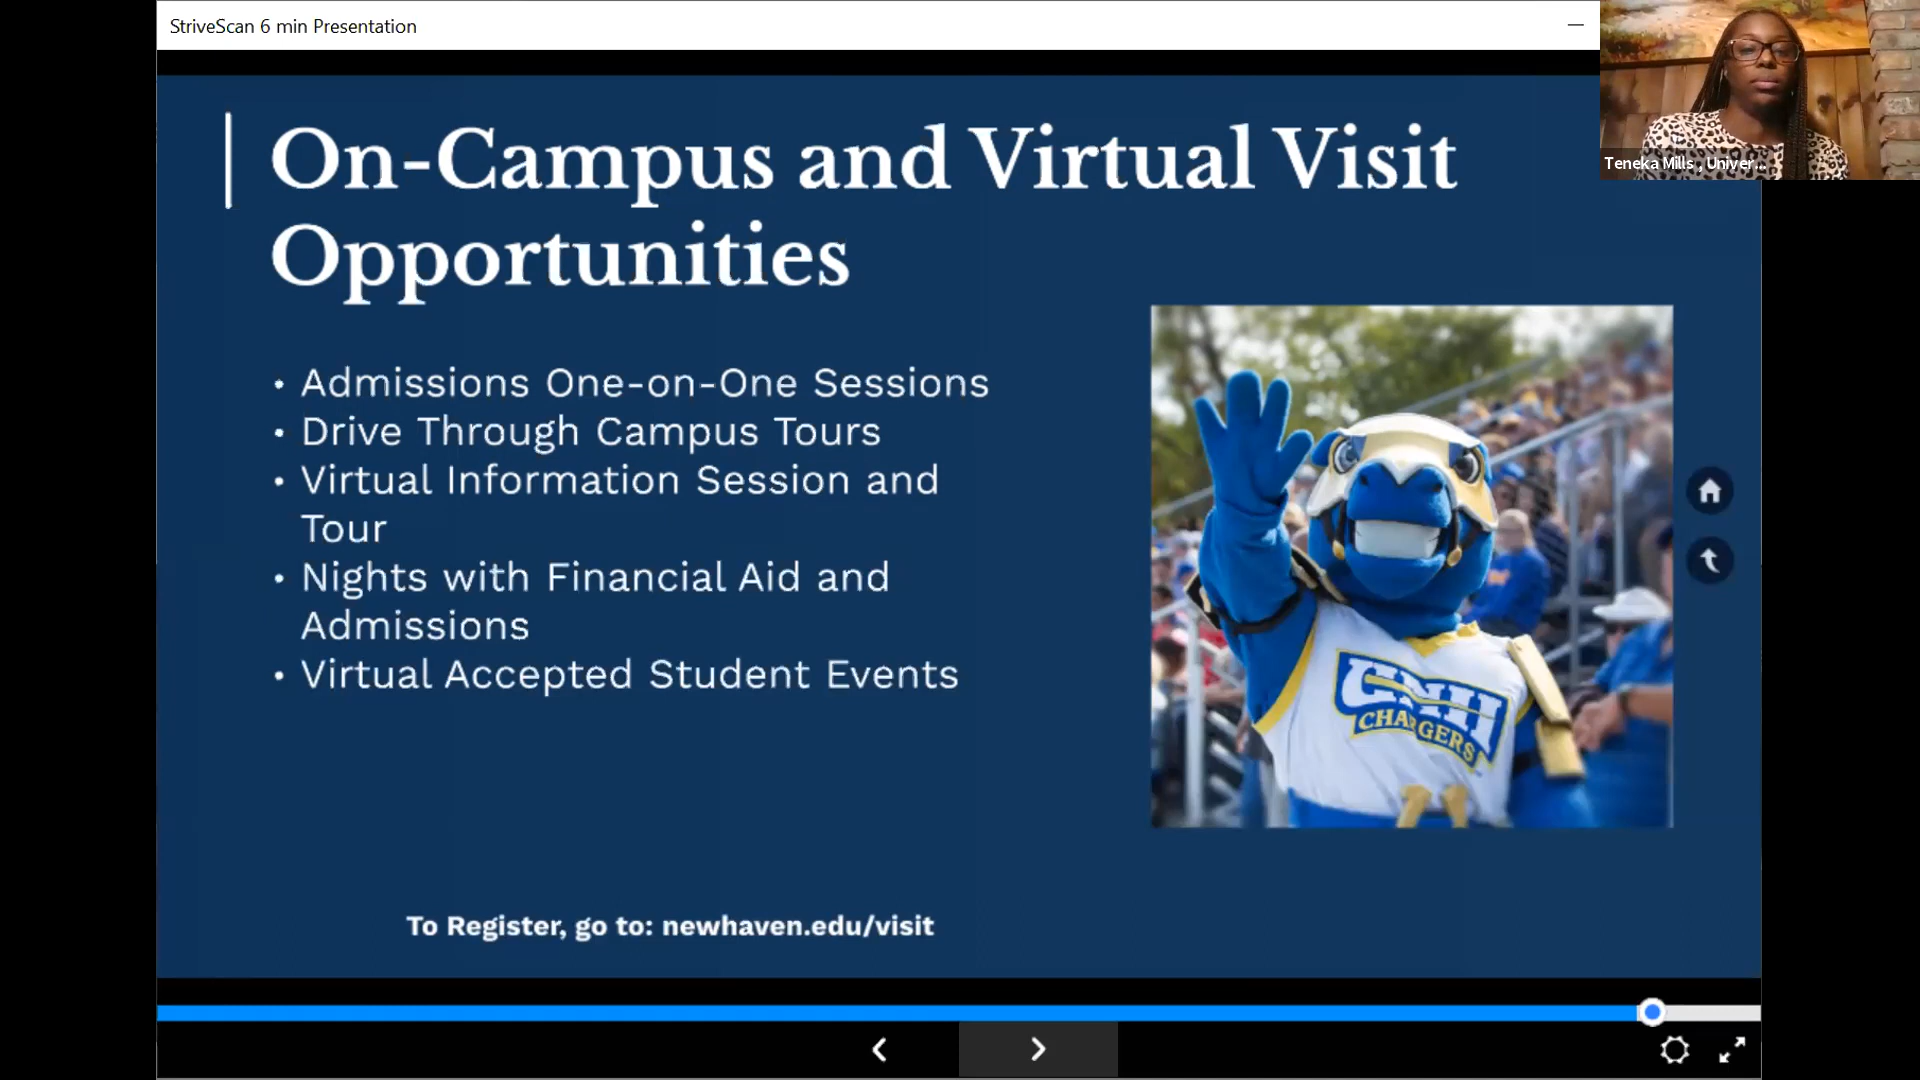 StriveScan 6 min Presentation
Teneka Mills , Univer...
On-Campus and Virtual Visit
Opportunities
• Admissions One-on-One Sessions
• Drive Through Campus Tours
• Virtual Information Session and
Tour
• Nights with Financial Aid and
Admissions
• Virtual Accepted Student Events
UNH
CHARGERS
To Register, go to: newhaven.edu/visit